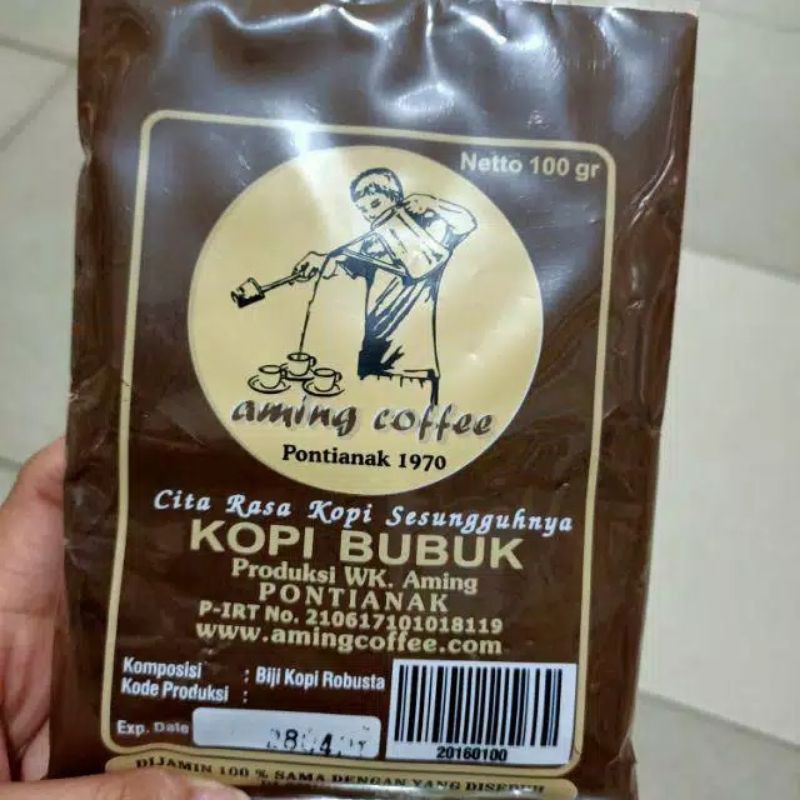 Netto 100 gr
aming coffee
Pontianak 1970
Cita Rasa Kopi Sesungguhnya
KOPI BUBUK
Produksi WK. Aming
PONTIANAK
P-IRT No. 210617101018119
www.amingcoffee.com
Komposisi : Biji Kopi Robusta
Kode Produksi :
Exp. Date
20160100
DIJAMIN 100 % SAMA DENGAN YANG DISEDUH